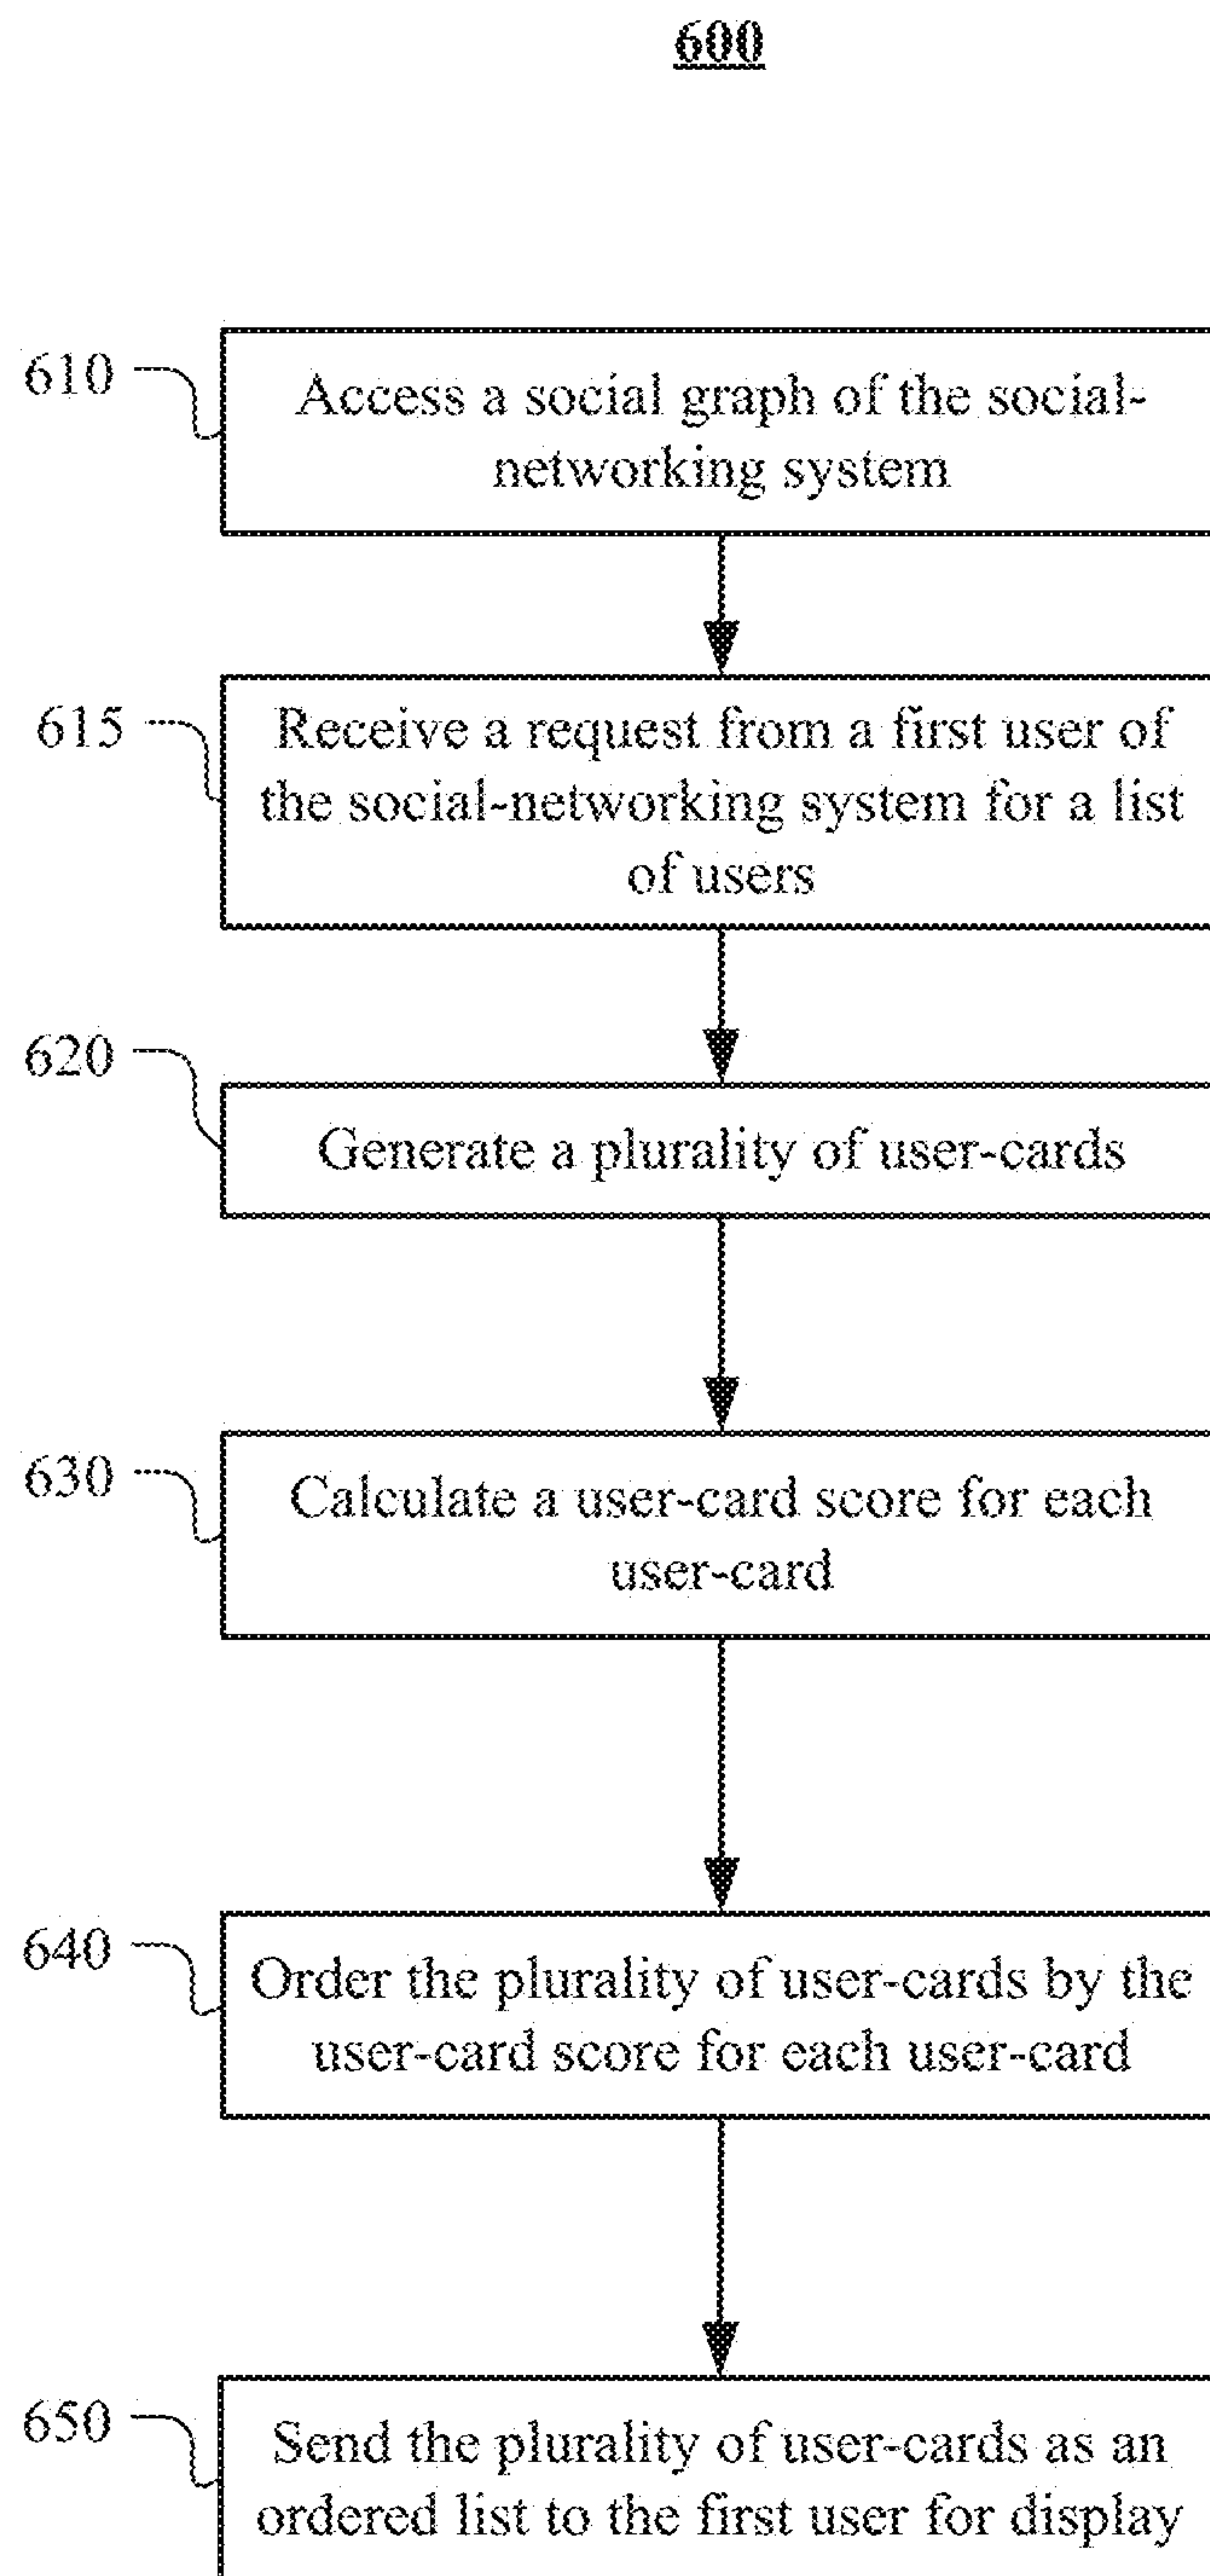 600
610
Access a social graph of the social-
networking system
615
Receive a request from a first user of
the social-networking system for a list
of users
620
Generate a plurality of user-cards
630
Calculate a user-card score for each
user-card
640
Order the plurality of user-cards by the
user-card score for each user-card
650
Send the plurality of user-cards as an
ordered list to the first user for display